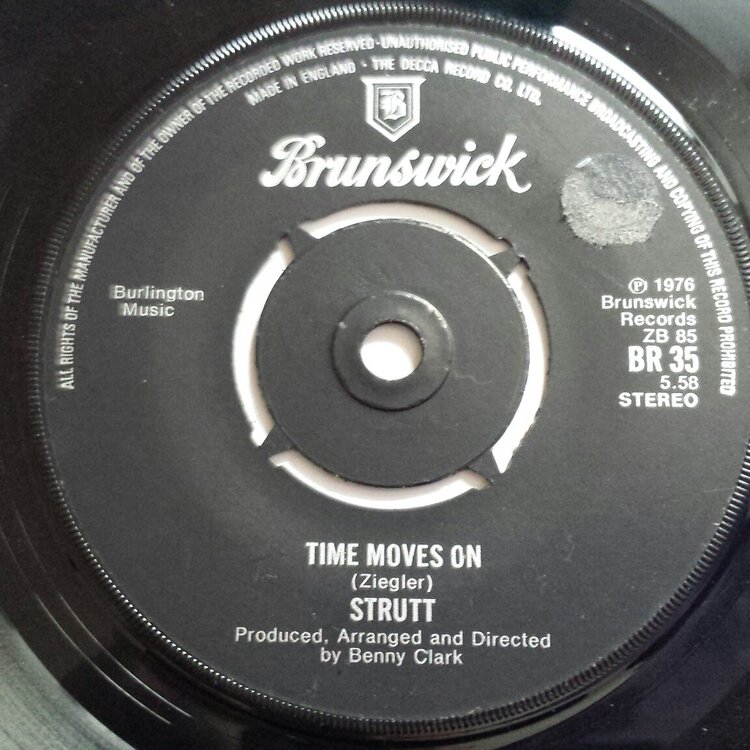 ALL RIGHTS OF THE MANUFACTURER AND OF THE OWNER OF THE RECORDED WORK RESERVED · UNAUTHORISED PUBLIC PERFORMANCE BROADCASTING AND COPYING OF THIS RECORD PROHIBITED
MADE IN ENGLAND · THE DECCA RECORD CO. LTD.
B
Brunswick
Burlington
Music
℗ 1976
Brunswick
Records
ZB 85
BR 35
5.58
STEREO
TIME MOVES ON
(Ziegler)
STRUTT
Produced, Arranged and Directed
by Benny Clark